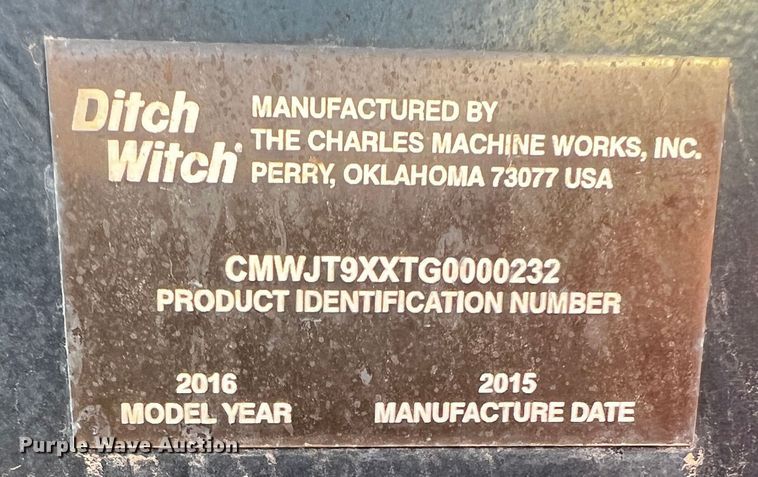 Ditch Witch®
MANUFACTURED BY
THE CHARLES MACHINE WORKS, INC.
PERRY, OKLAHOMA 73077 USA
CMWJT9XXTG0000232
PRODUCT IDENTIFICATION NUMBER
2016
MODEL YEAR
2015
MANUFACTURE DATE
Purple Wave Auction